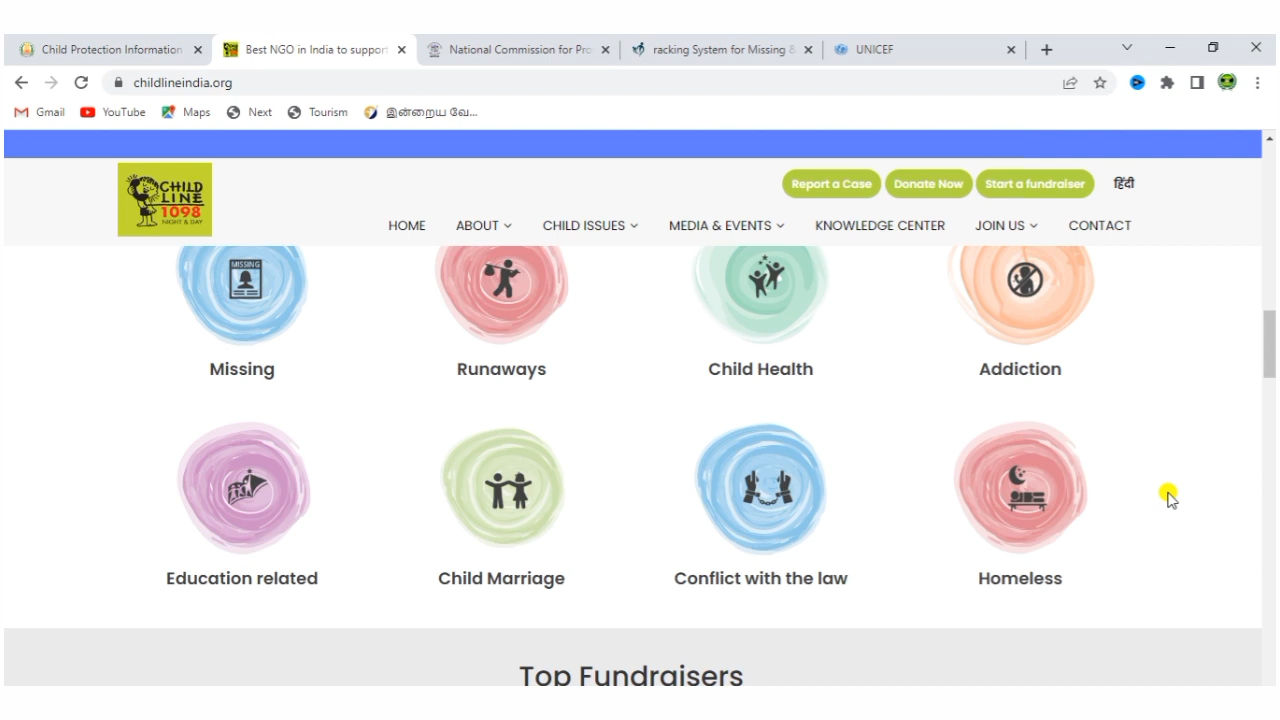 Child Protection Information
Best NGO in India to support
National Commission for Pro
racking System for Missing &
UNICEF
childlineindia.org
Gmail
YouTube
Maps
Next
Tourism
இன்றைய வே...
CHILD
LINE
1098
NIGHT & DAY
Report a Case
Donate Now
Start a fundraiser
हिंदी
HOME
ABOUT
CHILD ISSUES
MEDIA & EVENTS
KNOWLEDGE CENTER
JOIN US
CONTACT
MISSING
Missing
Runaways
Child Health
Addiction
Education related
Child Marriage
Conflict with the law
Homeless
Top Fundraisers